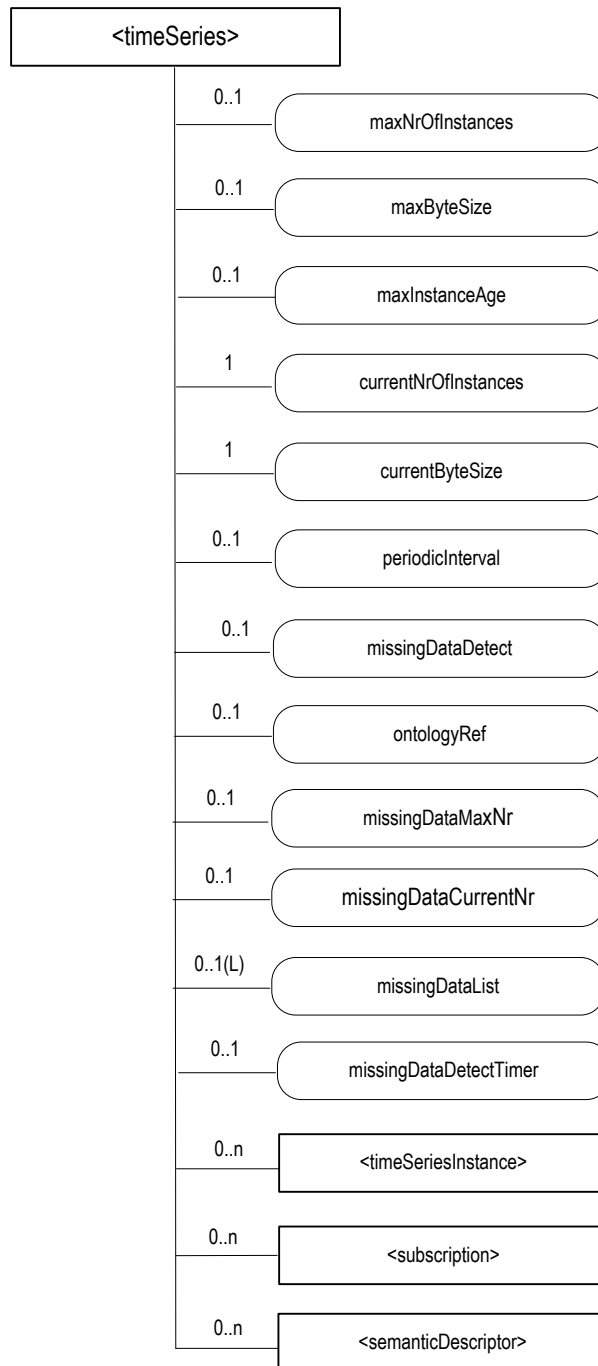 <timeSeries>
0..1
maxNrOfInstances
0..1
maxByteSize
0..1
maxInstanceAge
1
currentNrOfInstances
1
currentByteSize
0..1
periodicInterval
0..1
missingDataDetect
0..1
ontologyRef
0..1
missingDataMaxNr
0..1
missingDataCurrentNr
0..1(L)
missingDataList
0..1
missingDataDetectTimer
0..n
<timeSeriesInstance>
0..n
<subscription>
0..n
<semanticDescriptor>